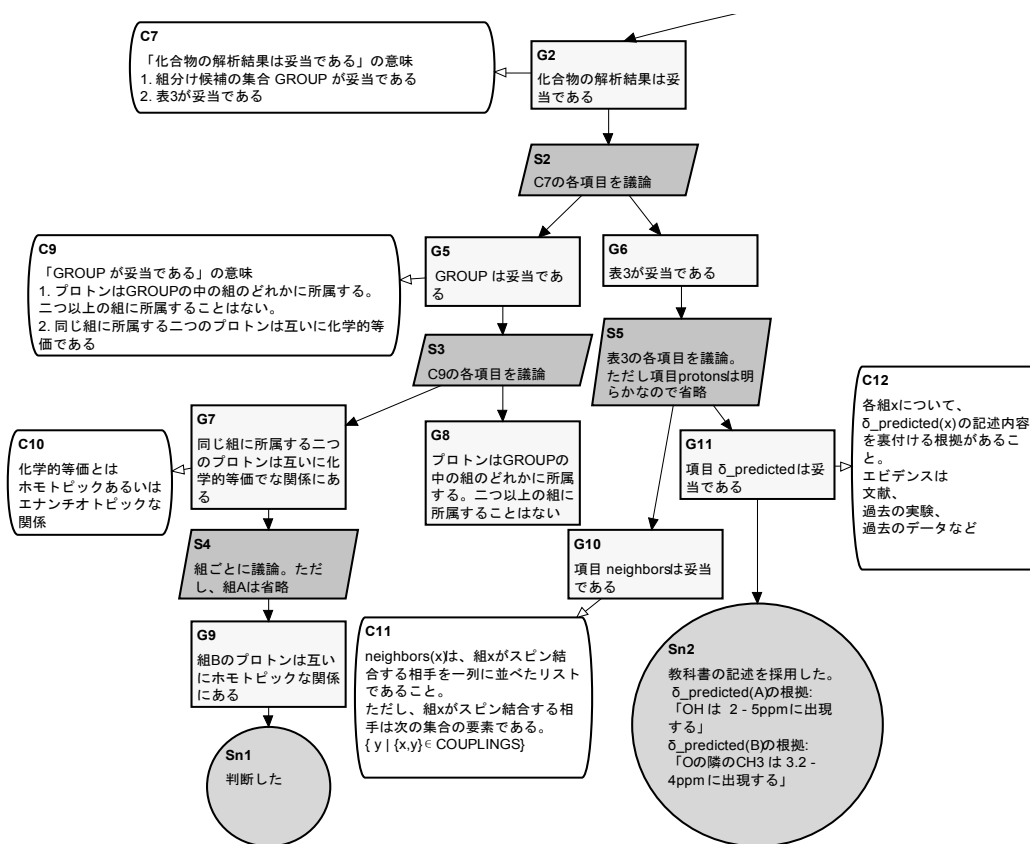 C7
「化合物の解析結果は妥当である」の意味
1. 組分け候補の集合 GROUP が妥当である
2. 表3が妥当である
G2
化合物の解析結果は妥
当である
S2
C7の各項目を議論
C9
「GROUP が妥当である」の意味
1. プロトンはGROUPの中の組のどれかに所属する。
二つ以上の組に所属することはない。
2. 同じ組に所属する二つのプロトンは互いに化学的等
価である
G5
GROUP は妥当であ
る
G6
表3が妥当である
S3
C9の各項目を議論
S5
表3の各項目を議論。
ただし項目protonsは明
らかなので省略
C12
各組xについて、
δ_predicted(x)の記述内容
を裏付ける根拠があるこ
と。
エビデンスは
文献、
過去の実験、
過去のデータなど
C10
化学的等価とは
ホモトピックあるいは
エナンチオトピックな
関係
G7
同じ組に所属する二つ
のプロトンは互いに化
学的等価でな関係にあ
る
G8
プロトンはGROUPの
中の組のどれかに所属
する。二つ以上の組に
所属することはない
G11
項目 δ_predictedは妥
当である
S4
組ごとに議論。ただ
し、組Aは省略
G10
項目 neighborsは妥当
である
G9
組Bのプロトンは互い
にホモトピックな関係
にある
C11
neighbors(x)は、組xがスピン結
合する相手を一列に並べたリスト
であること。
ただし、組xがスピン結合する相
手は次の集合の要素である。
{ y | {x,y}∈ COUPLINGS}
Sn2
教科書の記述を採用した。
δ_predicted(A)の根拠:
「OH は 2 - 5ppmに出現
する」
δ_predicted(B)の根拠:
「Oの隣のCH3 は 3.2 -
4ppm に出現する」
Sn1
判断した